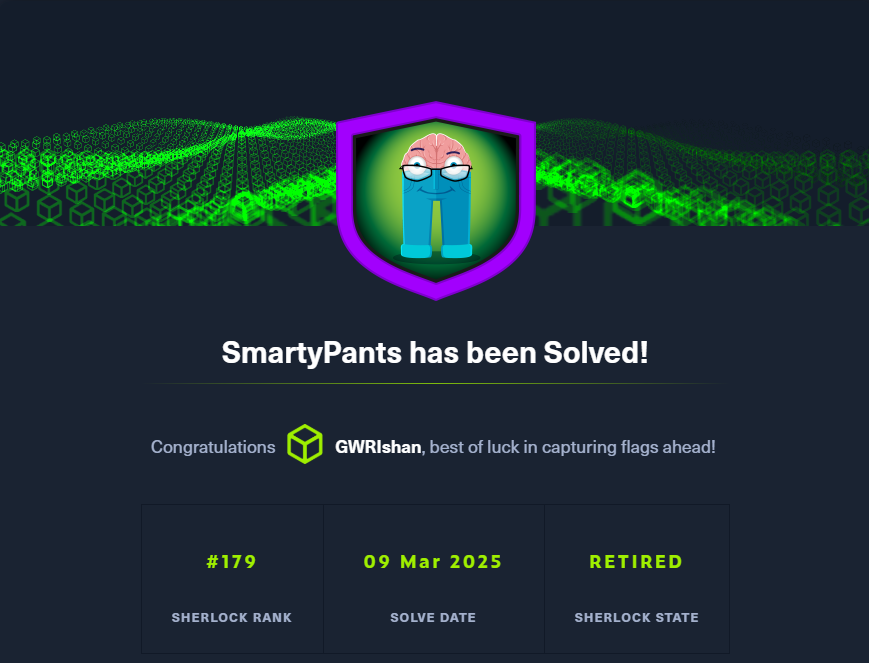 SmartyPants has been Solved!
Congratulations GWRIshan, best of luck in capturing flags ahead!
#179 09 Mar 2025 RETIRED
SHERLOCK RANK SOLVE DATE SHERLOCK STATE